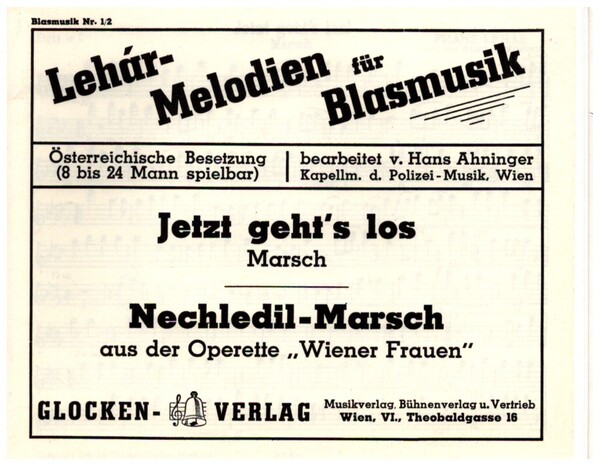 Blasmusik Nr. 1/2
Lehár-
Melodien für
Blasmusik
Österreichische Besetzung
(8 bis 24 Mann spielbar)
bearbeitet v. Hans Ahninger
Kapellm. d. Polizei-Musik, Wien
Jetzt geht's los
Marsch
Nechledil-Marsch
aus der Operette „Wiener Frauen"
GLOCKEN-VERLAG
Musikverlag, Bühnenverlag u. Vertrieb
Wien, VI., Theobaldgasse 16